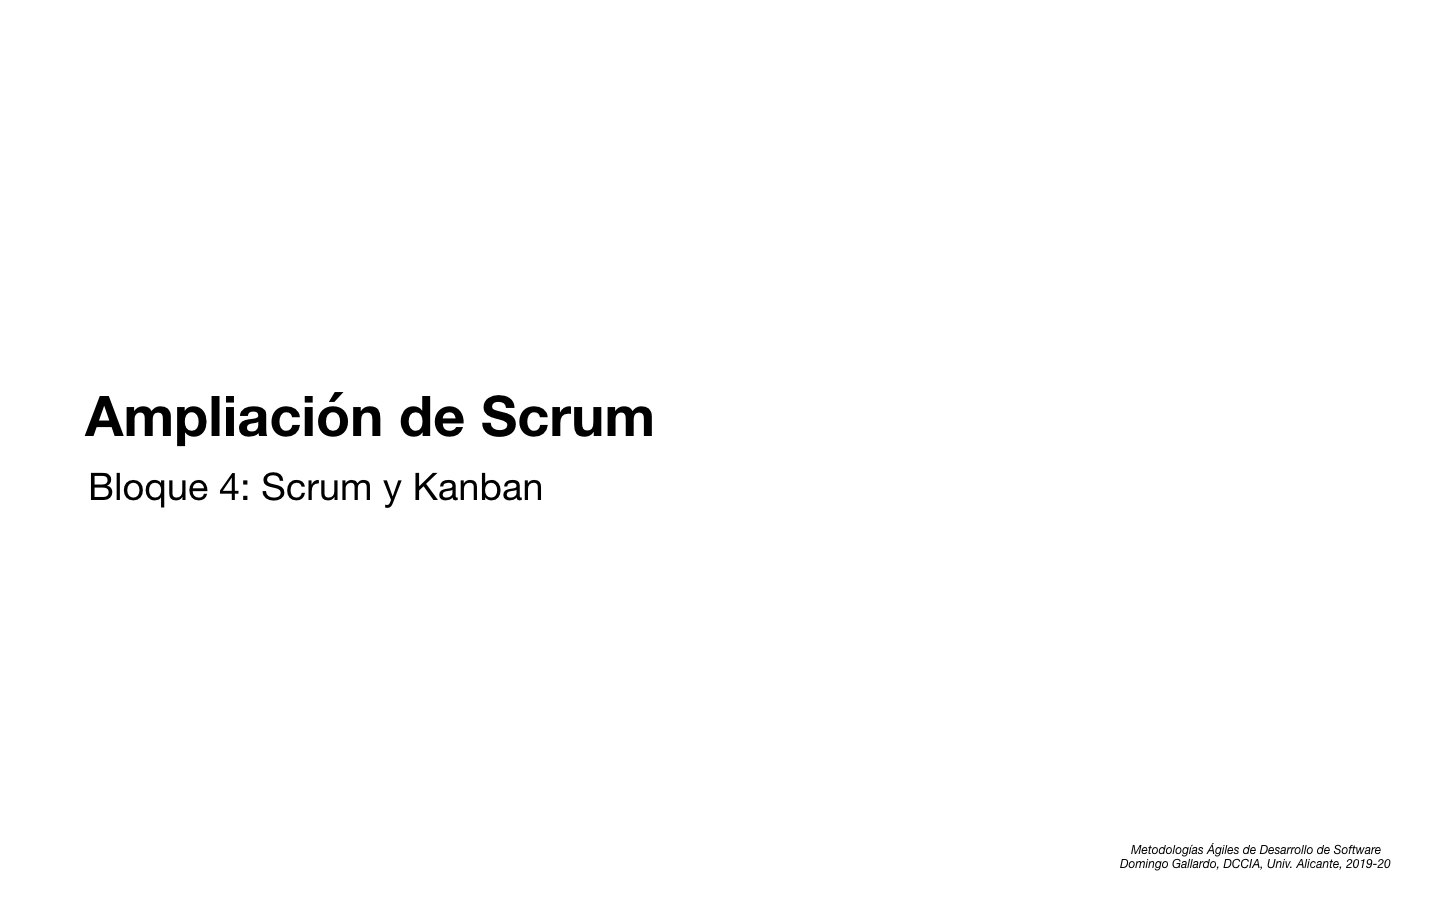 Ampliación de Scrum
Bloque 4: Scrum y Kanban
Metodologías Ágiles de Desarrollo de Software
Domingo Gallardo, DCCIA, Univ. Alicante, 2019-20